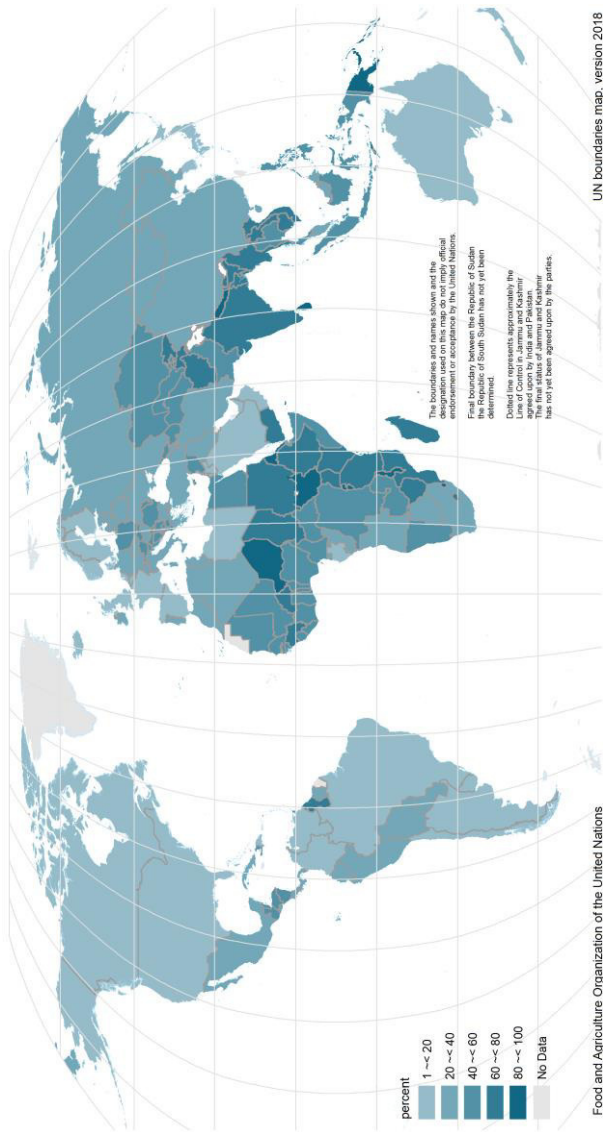 percent
1 ~< 20
20 ~< 40
40 ~< 60
60 ~< 80
80 ~< 100
No Data
The boundaries and names shown and the
designation used on this map do not imply official
endorsement or acceptance by the United Nations.
Final boundary between the Republic of Sudan
the Republic of South Sudan has not yet been
determined.
Dotted line represents approximately the
Line of Control in Jammu and Kashmir
agreed upon by India and Pakistan.
The final status of Jammu and Kashmir
has not yet been agreed upon by the parties.
Food and Agriculture Organization of the United Nations
UN boundaries map, version 2018